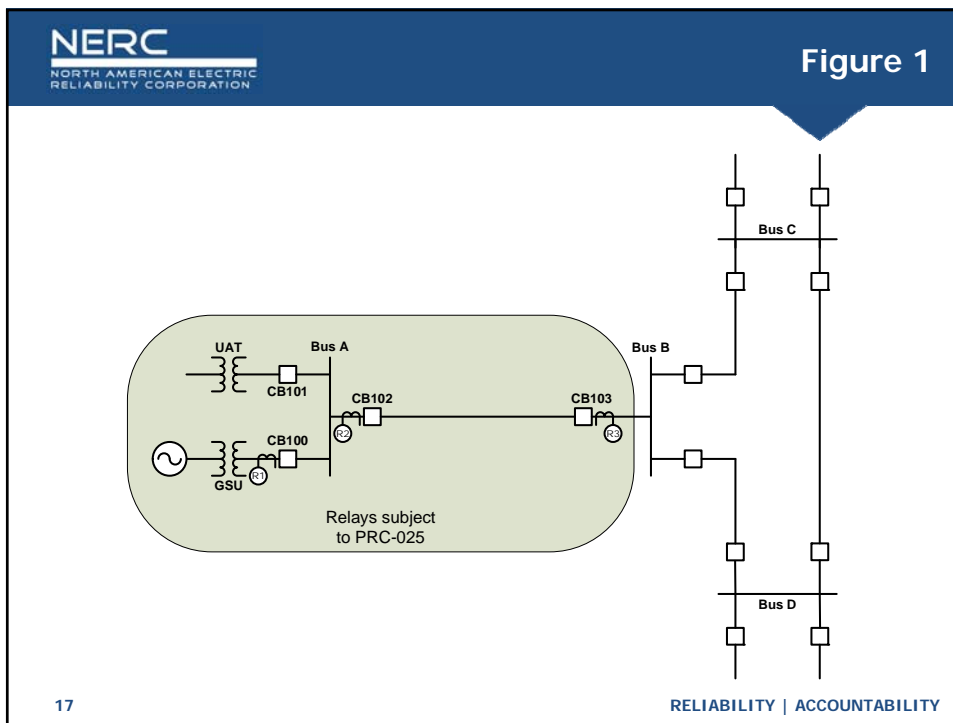 NERC
NORTH AMERICAN ELECTRIC
RELIABILITY CORPORATION
Figure 1
Bus C
UAT
Bus A
Bus B
CB101
CB102
CB103
R2
R3
CB100
R1
GSU
Relays subject
to PRC-025
Bus D
17
RELIABILITY | ACCOUNTABILITY